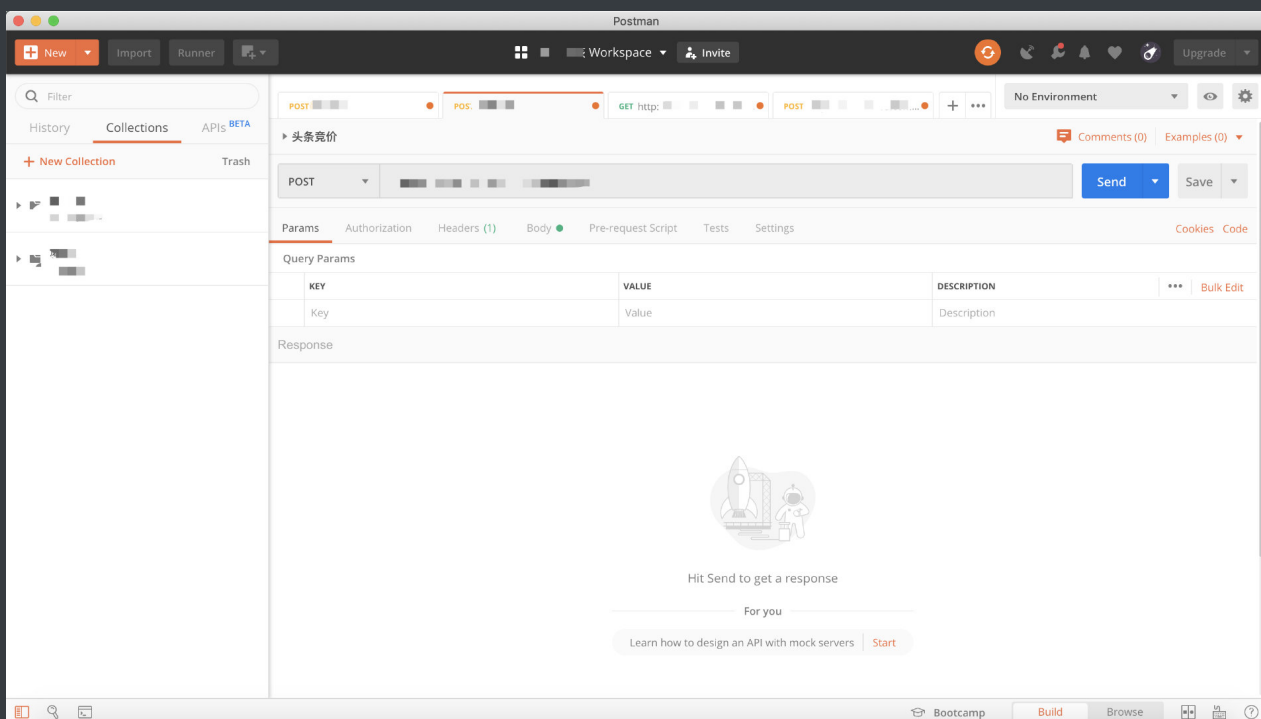 Postman
New Import Runner Workspace Invite Upgrade
Filter
History Collections APIs BETA
New Collection Trash
POST POST GET http: POST ... No Environment
头条竞价 Comments (0) Examples (0)
POST Send Save
Params Authorization Headers (1) Body Pre-request Script Tests Settings Cookies Code
Query Params
KEY VALUE DESCRIPTION Bulk Edit
Key Value Description
Response
Hit Send to get a response
For you
Learn how to design an API with mock servers Start
Bootcamp Build Browse